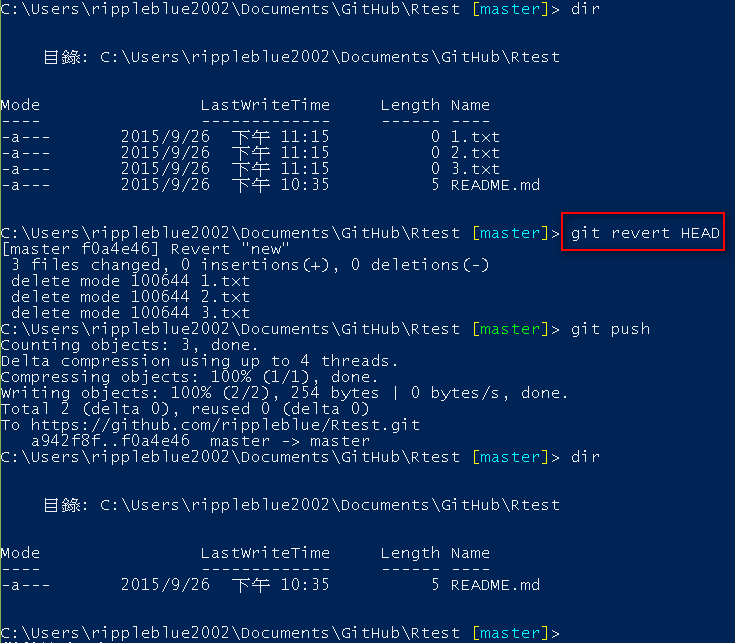 C:\Users\rippleblue2002\Documents\GitHub\Rtest [master]> dir
目錄: C:\Users\rippleblue2002\Documents\GitHub\Rtest
Mode                LastWriteTime     Length Name
----                -------------     ------ ----
-a---       2015/9/26  下午 11:15          0 1.txt
-a---       2015/9/26  下午 11:15          0 2.txt
-a---       2015/9/26  下午 11:15          0 3.txt
-a---       2015/9/26  下午 10:35          5 README.md
C:\Users\rippleblue2002\Documents\GitHub\Rtest [master]> git revert HEAD
[master f0a4e46] Revert "new"
3 files changed, 0 insertions(+), 0 deletions(-)
delete mode 100644 1.txt
delete mode 100644 2.txt
delete mode 100644 3.txt
C:\Users\rippleblue2002\Documents\GitHub\Rtest [master]> git push
Counting objects: 3, done.
Delta compression using up to 4 threads.
Compressing objects: 100% (1/1), done.
Writing objects: 100% (2/2), 254 bytes | 0 bytes/s, done.
Total 2 (delta 0), reused 0 (delta 0)
To https://github.com/rippleblue/Rtest.git
a942f8f..f0a4e46  master -> master
C:\Users\rippleblue2002\Documents\GitHub\Rtest [master]> dir
目錄: C:\Users\rippleblue2002\Documents\GitHub\Rtest
Mode                LastWriteTime     Length Name
----                -------------     ------ ----
-a---       2015/9/26  下午 10:35          5 README.md
C:\Users\rippleblue2002\Documents\GitHub\Rtest [master]>